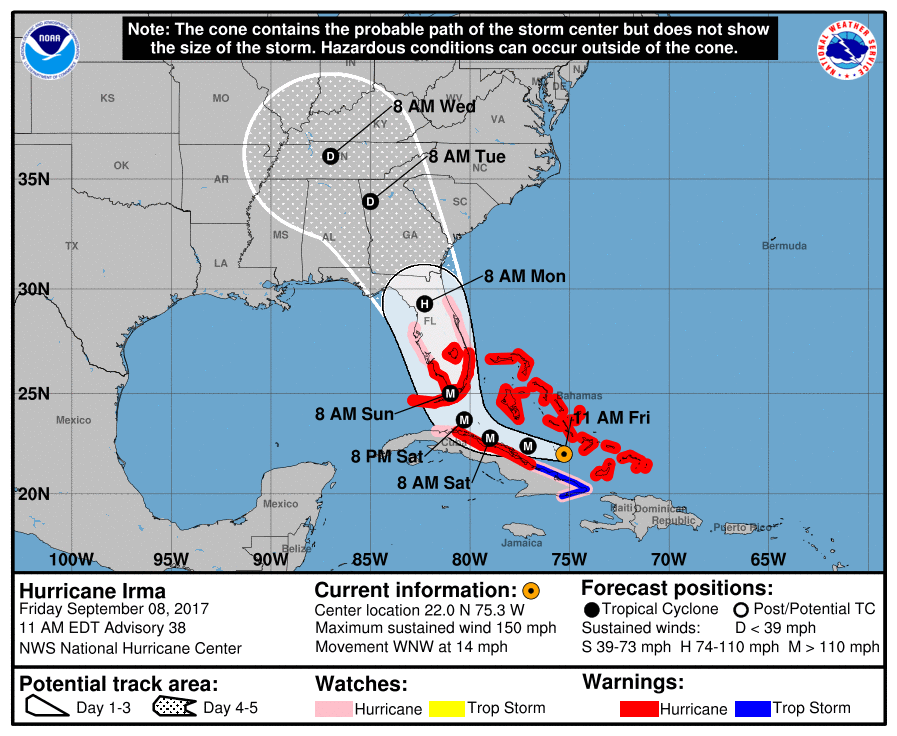 Note: The cone contains the probable path of the storm center but does not show
the size of the storm. Hazardous conditions can occur outside of the cone.
NOAA
NATIONAL WEATHER SERVICE
IN
NJ
DE
KS
MO
8 AM Wed
WV
KY
VA
OK
8 AM Tue
NC
35N
AR
SC
TX
MS
AL
GA
LA
Bermuda
8 AM Mon
30N
H
FL
D
D
25N
M
Bahamas
Mexico
8 AM Sun
M
11 AM Fri
Cuba
M
M
8 PM Sat
8 AM Sat
20N
Mexico
Haiti
Dominican
Republic
Puerto Rico
Jamaica
Belize
100W
95W
90W
85W
80W
75W
70W
65W
Hurricane Irma
Friday September 08, 2017
11 AM EDT Advisory 38
NWS National Hurricane Center
Current information:
Center location 22.0 N 75.3 W
Maximum sustained wind 150 mph
Movement WNW at 14 mph
Forecast positions:
Tropical Cyclone Post/Potential TC
Sustained winds: D < 39 mph
S 39-73 mph H 74-110 mph M > 110 mph
Potential track area:
Day 1-3 Day 4-5
Watches:
Hurricane Trop Storm
Warnings:
Hurricane Trop Storm